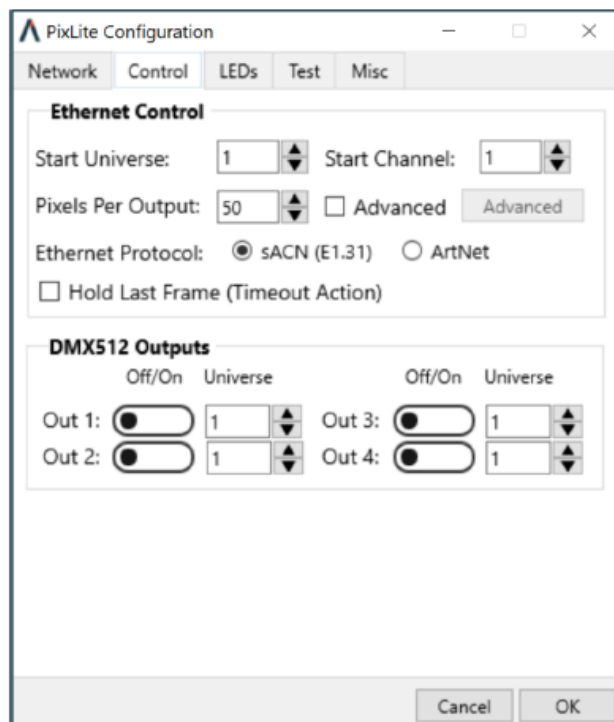 PixLite Configuration
Network Control LEDs Test Misc
Ethernet Control
Start Universe: 1 Start Channel: 1
Pixels Per Output: 50 Advanced Advanced
Ethernet Protocol: sACN (E1.31) ArtNet
Hold Last Frame (Timeout Action)
DMX512 Outputs
Off/On Universe Off/On Universe
Out 1: 1 Out 3: 1
Out 2: 1 Out 4: 1
Cancel OK